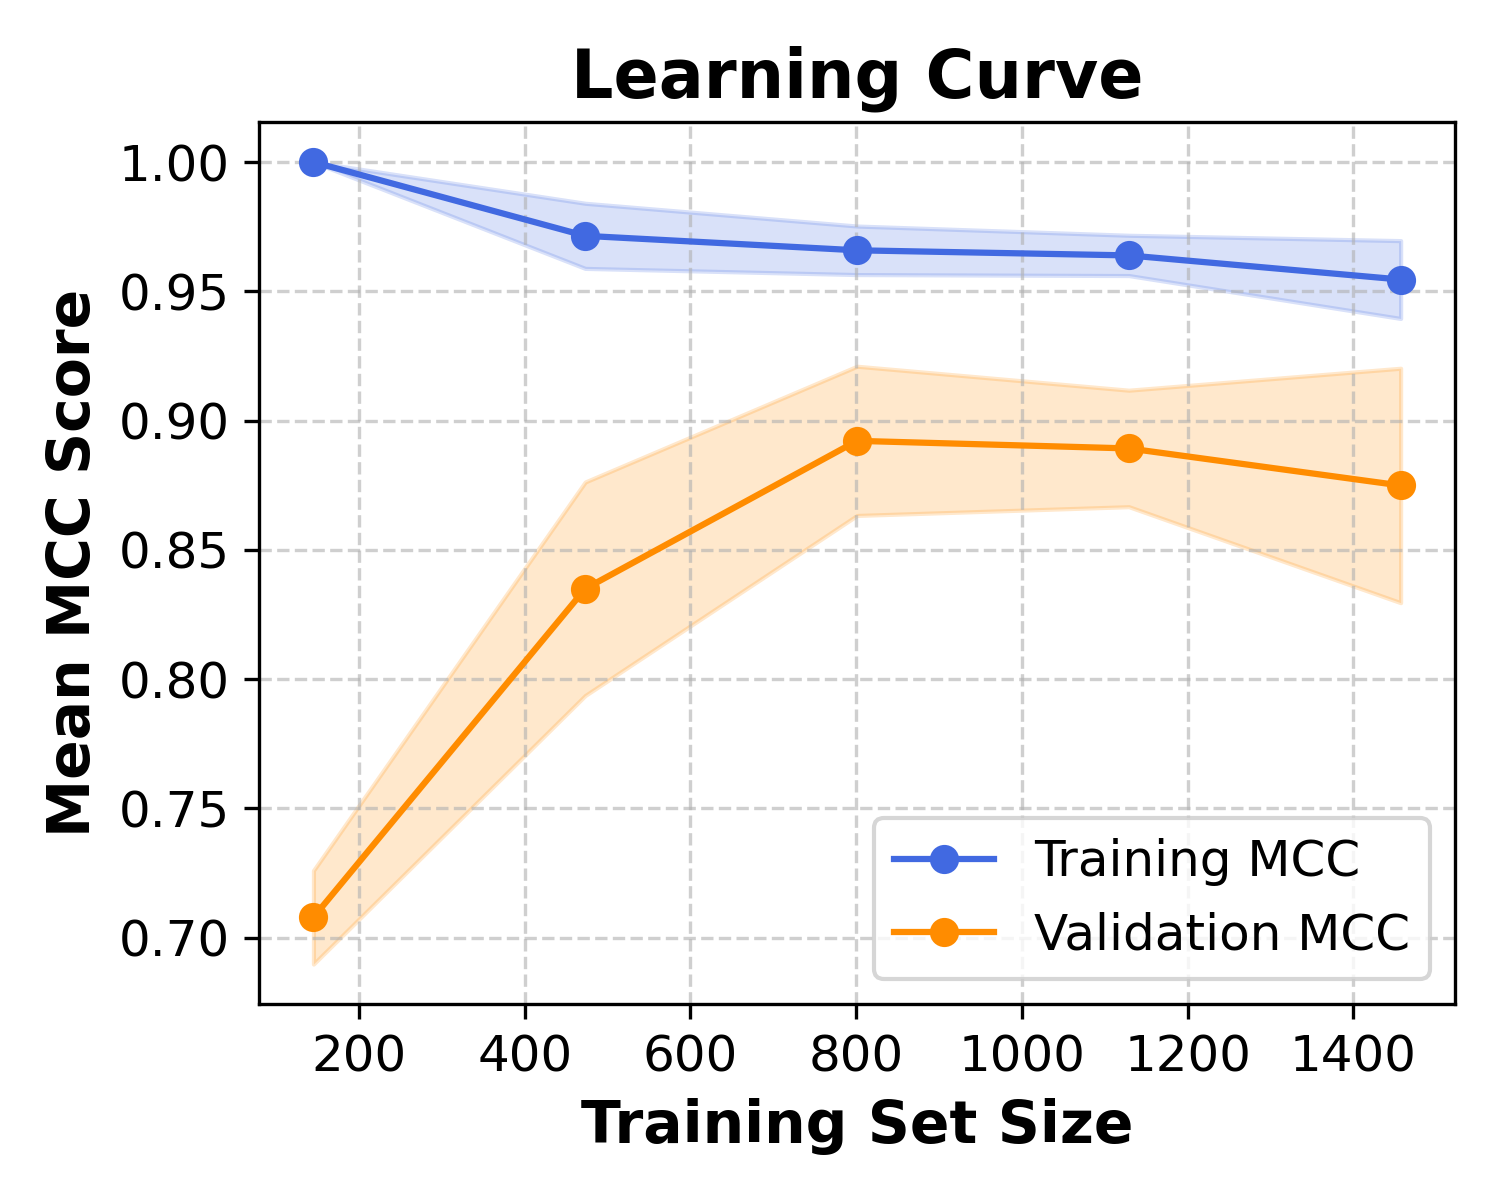 Learning Curve
Mean MCC Score
1.00
0.95
0.90
0.85
0.80
0.75
0.70
Training MCC
Validation MCC
200 400 600 800 1000 1200 1400
Training Set Size